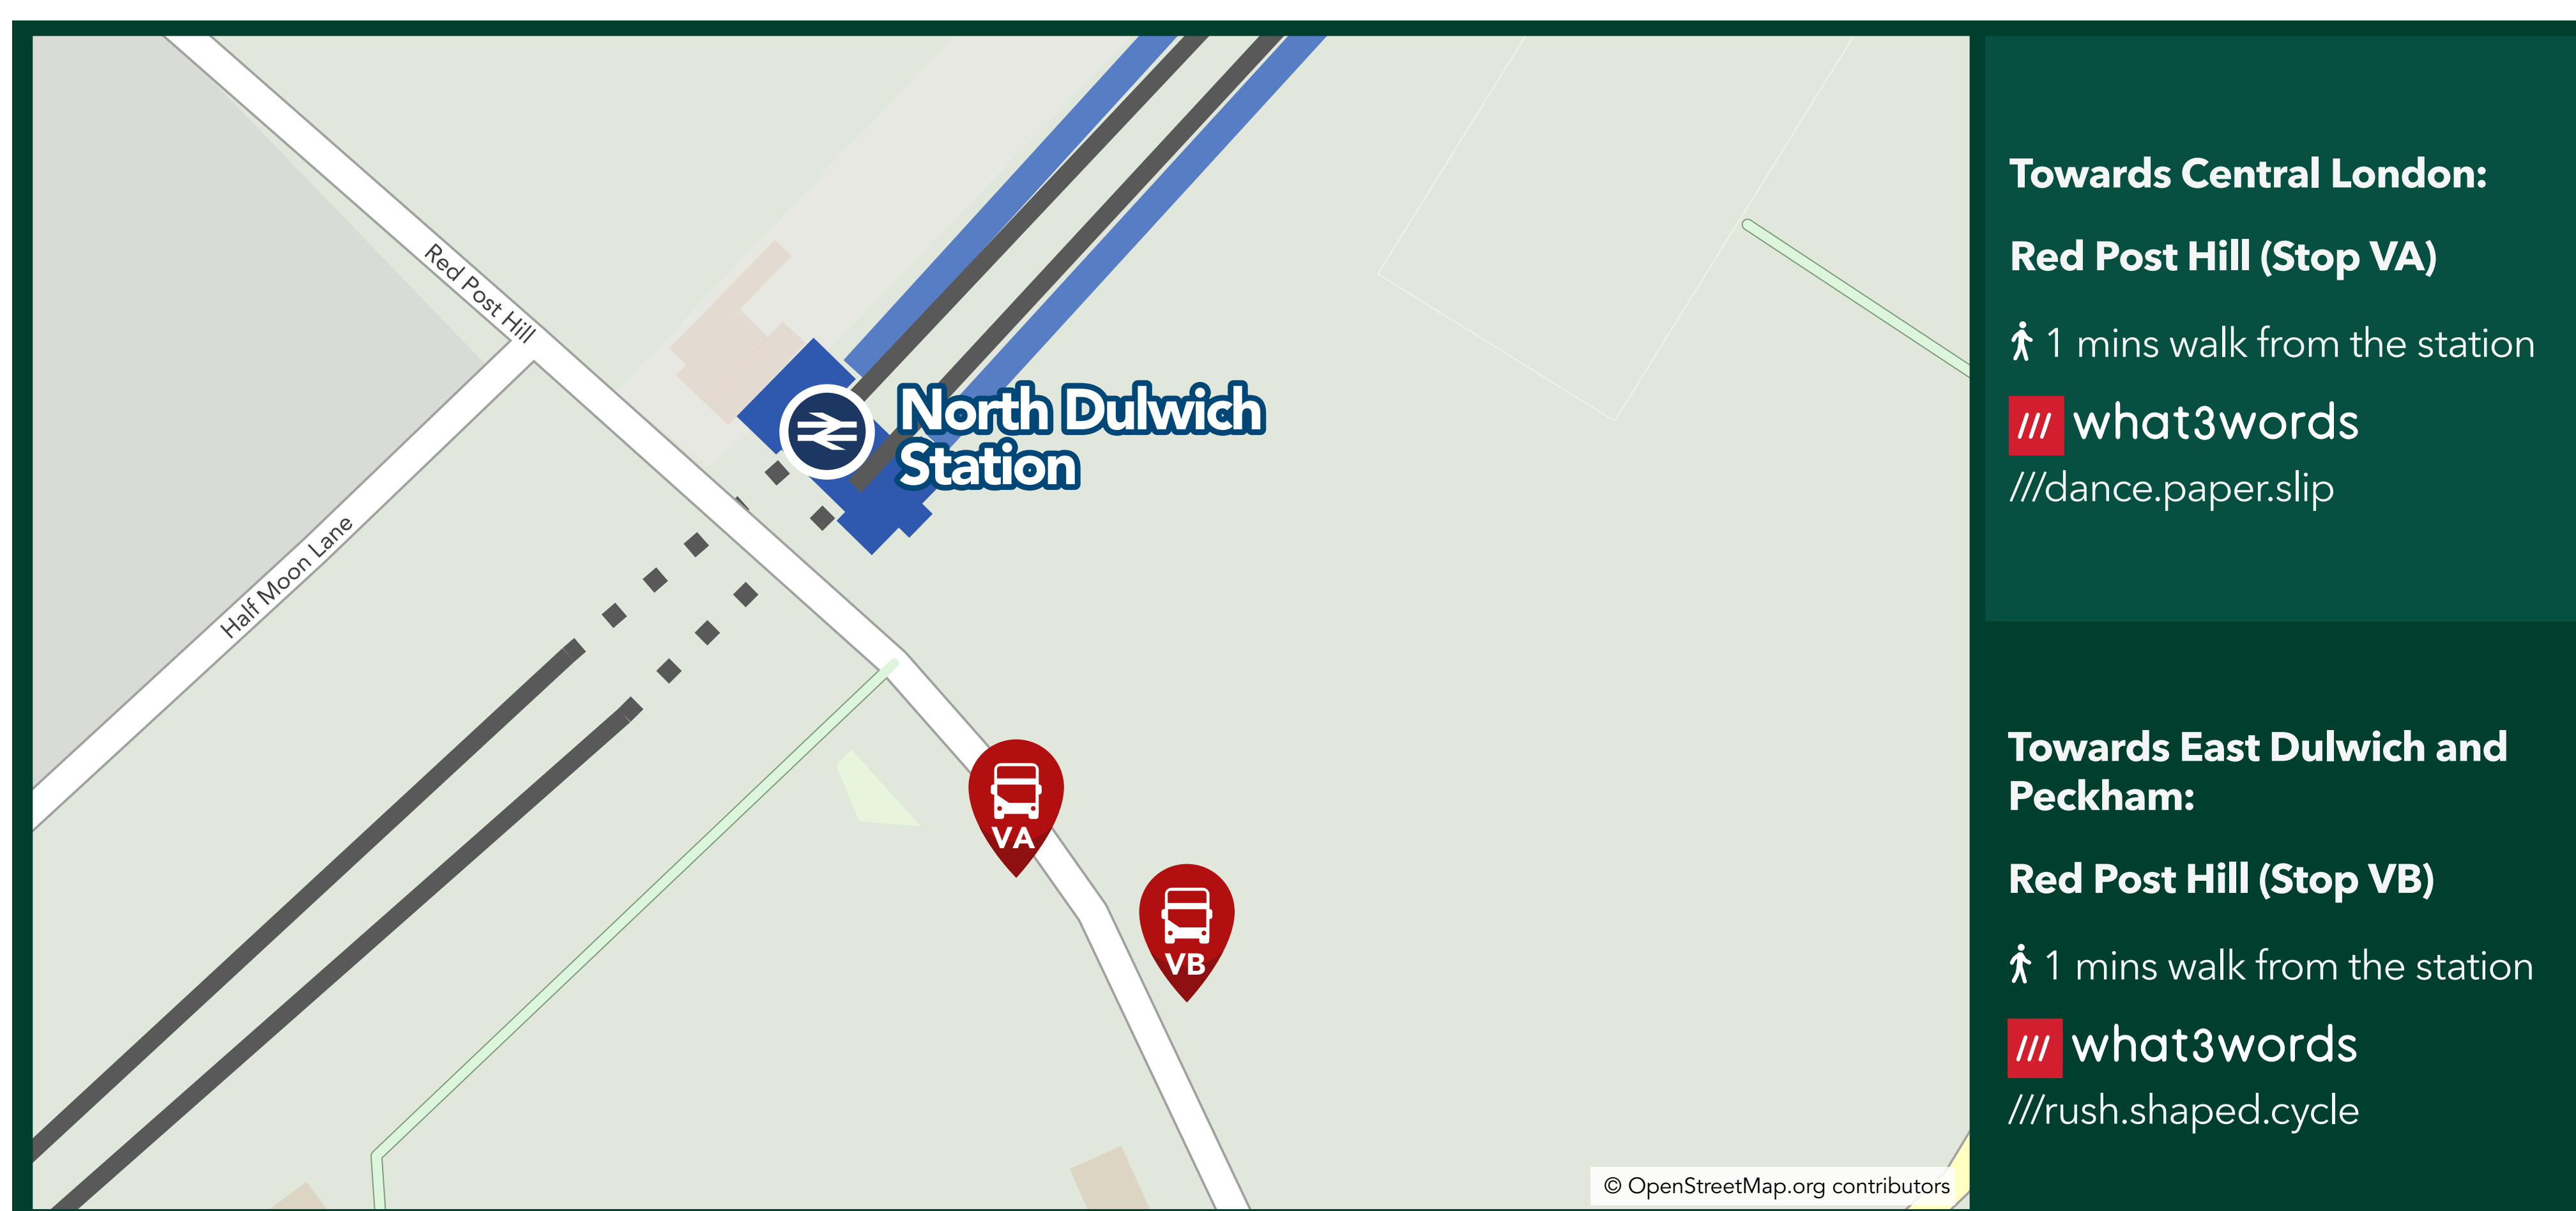 Red Post Hill
Half Moon Lane
North Dulwich
Station
VA
VB
© OpenStreetMap.org contributors
Towards Central London:
Red Post Hill (Stop VA)
1 mins walk from the station
what3words
///dance.paper.slip
Towards East Dulwich and
Peckham:
Red Post Hill (Stop VB)
1 mins walk from the station
what3words
///rush.shaped.cycle